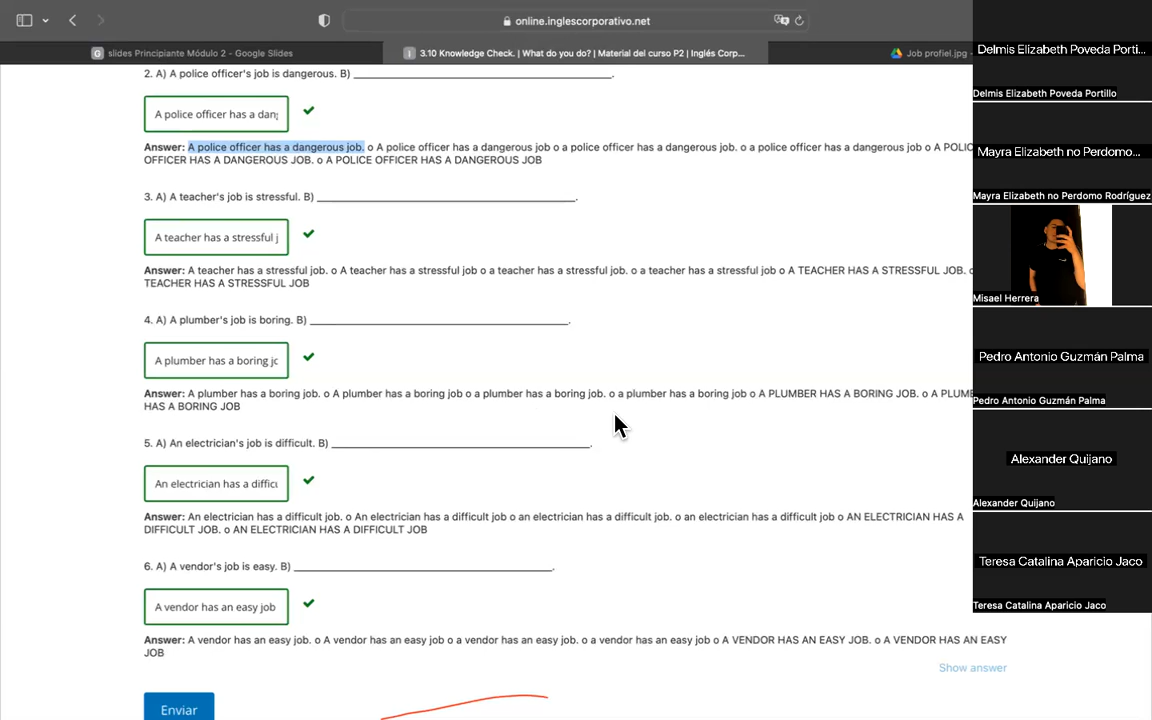 online.inglescorporativo.net
slides Principiante Módulo 2 - Google Slides
3.10 Knowledge Check. | What do you do? | Material del curso P2 | Inglés Corp...
Job profiel.jpg -
2. A) A police officer's job is dangerous. B) ____________________.
A police officer has a dang
Answer: A police officer has a dangerous job. o A police officer has a dangerous job o a police officer has a dangerous job. o a police officer has a dangerous job o A POLIC
OFFICER HAS A DANGEROUS JOB. o A POLICE OFFICER HAS A DANGEROUS JOB
3. A) A teacher's job is stressful. B) ____________________.
A teacher has a stressful j
Answer: A teacher has a stressful job. o A teacher has a stressful job o a teacher has a stressful job. o a teacher has a stressful job o A TEACHER HAS A STRESSFUL JOB. o
TEACHER HAS A STRESSFUL JOB
4. A) A plumber's job is boring. B) ____________________.
A plumber has a boring jo
Answer: A plumber has a boring job. o A plumber has a boring job o a plumber has a boring job. o a plumber has a boring job o A PLUMBER HAS A BORING JOB. o A PLUME
HAS A BORING JOB
5. A) An electrician's job is difficult. B) ____________________.
An electrician has a difficu
Answer: An electrician has a difficult job. o An electrician has a difficult job o an electrician has a difficult job. o an electrician has a difficult job o AN ELECTRICIAN HAS A
DIFFICULT JOB. o AN ELECTRICIAN HAS A DIFFICULT JOB
6. A) A vendor's job is easy. B) ____________________.
A vendor has an easy job
Answer: A vendor has an easy job. o A vendor has an easy job o a vendor has an easy job. o a vendor has an easy job o A VENDOR HAS AN EASY JOB. o A VENDOR HAS AN EASY
JOB
Show answer
Enviar
Delmis Elizabeth Poveda Porti...
Delmis Elizabeth Poveda Portillo
Mayra Elizabeth no Perdomo...
Mayra Elizabeth no Perdomo Rodríguez
Misael Herrera
Pedro Antonio Guzmán Palma
Pedro Antonio Guzmán Palma
Alexander Quijano
Alexander Quijano
Teresa Catalina Aparicio Jaco
Teresa Catalina Aparicio Jaco